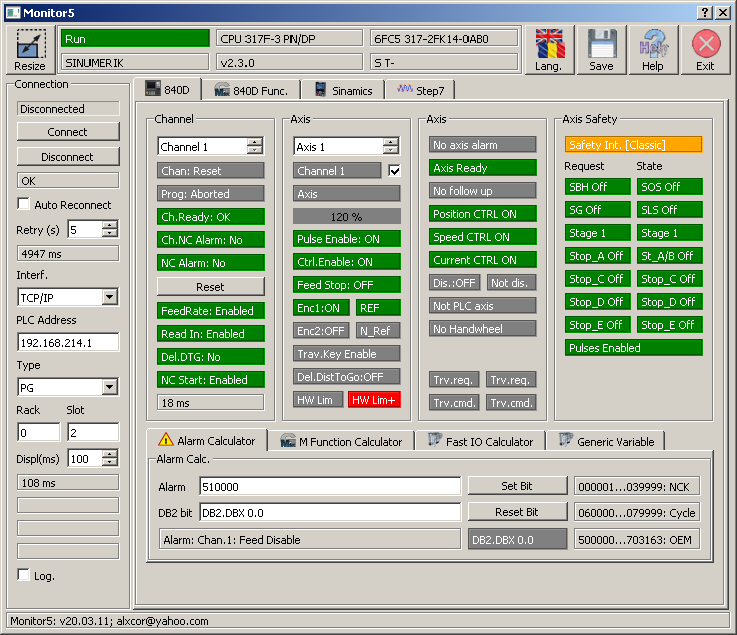 Monitor5
Resize
Run
CPU 317F-3 PN/DP
6FC5 317-2FK14-0AB0
SINUMERIK
v2.3.0
S T-
Lang.
Save
Help
Exit
Connection
Disconnected
Connect
Disconnect
OK
Auto Reconnect
Retry (s) 5
4947 ms
Interf.
TCP/IP
PLC Address
192.168.214.1
Type
PG
Rack Slot
0 2
Displ(ms) 100
108 ms
Log.
840D
840D Func.
Sinamics
Step7
Channel
Channel 1
Chan: Reset
Prog: Aborted
Ch.Ready: OK
Ch.NC Alarm: No
NC Alarm: No
Reset
FeedRate: Enabled
Read In: Enabled
Del.DTG: No
NC Start: Enabled
18 ms
Axis
Axis 1
Channel 1
Axis
120 %
Pulse Enable: ON
Ctrl.Enable: ON
Feed Stop: OFF
Enc1:ON REF
Enc2:OFF N_Ref
Trav.Key Enable
Del.DistToGo:OFF
HW Lim HW Lim+
Axis
No axis alarm
Axis Ready
No follow up
Position CTRL ON
Speed CTRL ON
Current CTRL ON
Dis.:OFF Not dis.
Not PLC axis
No Handwheel
Trv.req. Trv.req.
Trv.cmd. Trv.cmd.
Axis Safety
Safety Int. [Classic]
Request State
SBH Off SOS Off
SG Off SLS Off
Stage 1 Stage 1
Stop_A Off St_A/B Off
Stop_C Off Stop_C Off
Stop_D Off Stop_D Off
Stop_E Off Stop_E Off
Pulses Enabled
Alarm Calculator
M Function Calculator
Fast IO Calculator
Generic Variable
Alarm Calc.
Alarm 510000 Set Bit 000001...039999: NCK
DB2 bit DB2.DBX 0.0 Reset Bit 060000...079999: Cycle
Alarm: Chan.1: Feed Disable DB2.DBX 0.0 500000...703163: OEM
Monitor5: v20.03.11; alxcor@yahoo.com